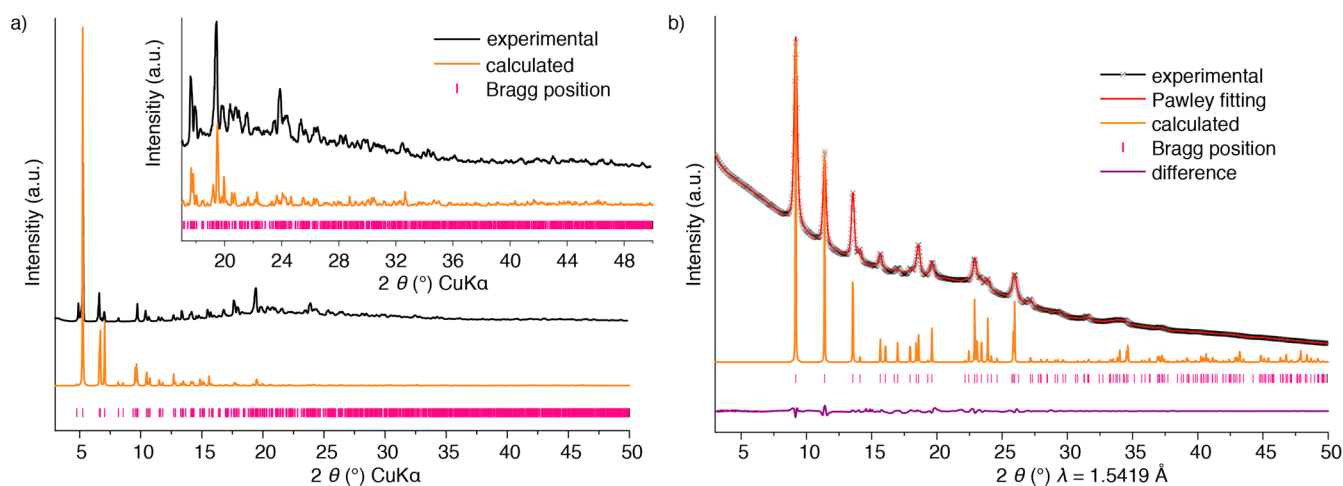 a)
Intensitiy (a.u.)
5 10 15 20 25 30 35 40 45 50
2 θ (°) CuKα
Intensitiy (a.u.)
experimental
calculated
Bragg position
20 24 28 32 36 40 44 48
2 θ (°) CuKα
b)
Intensitiy (a.u.)
experimental
Pawley fitting
calculated
Bragg position
difference
5 10 15 20 25 30 35 40 45 50
2 θ (°) λ = 1.5419 Å